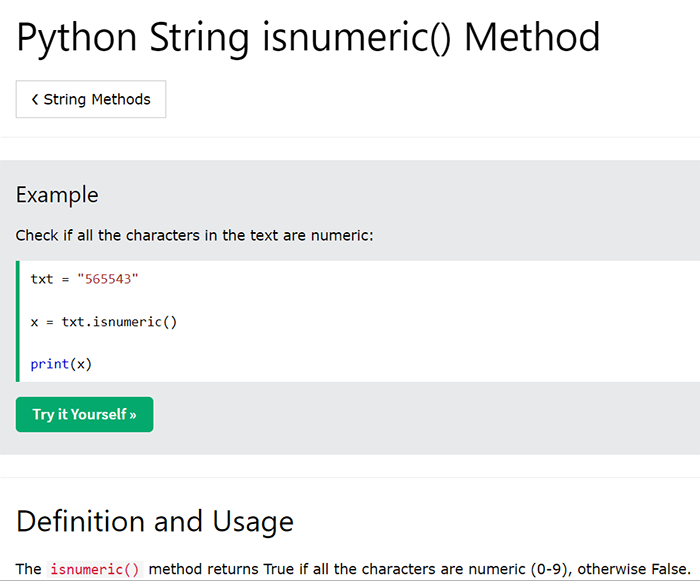 Python String isnumeric() Method
❮ String Methods
Example
Check if all the characters in the text are numeric:
txt = "565543"
x = txt.isnumeric()
print(x)
Try it Yourself »
Definition and Usage
The isnumeric() method returns True if all the characters are numeric (0-9), otherwise False.